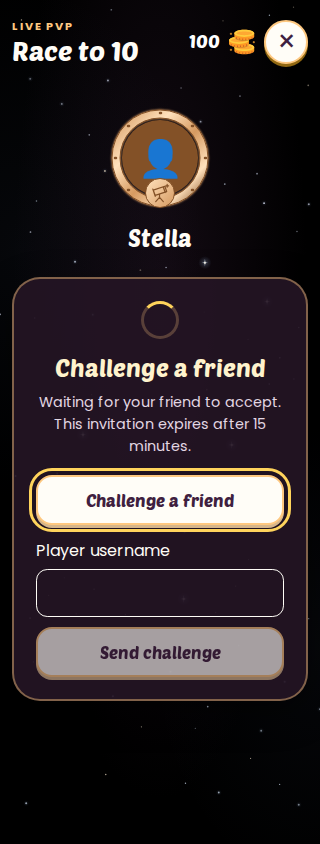 LIVE PVP
Race to 10
100
Stella
Challenge a friend
Waiting for your friend to accept.
This invitation expires after 15
minutes.
Challenge a friend
Player username
Send challenge